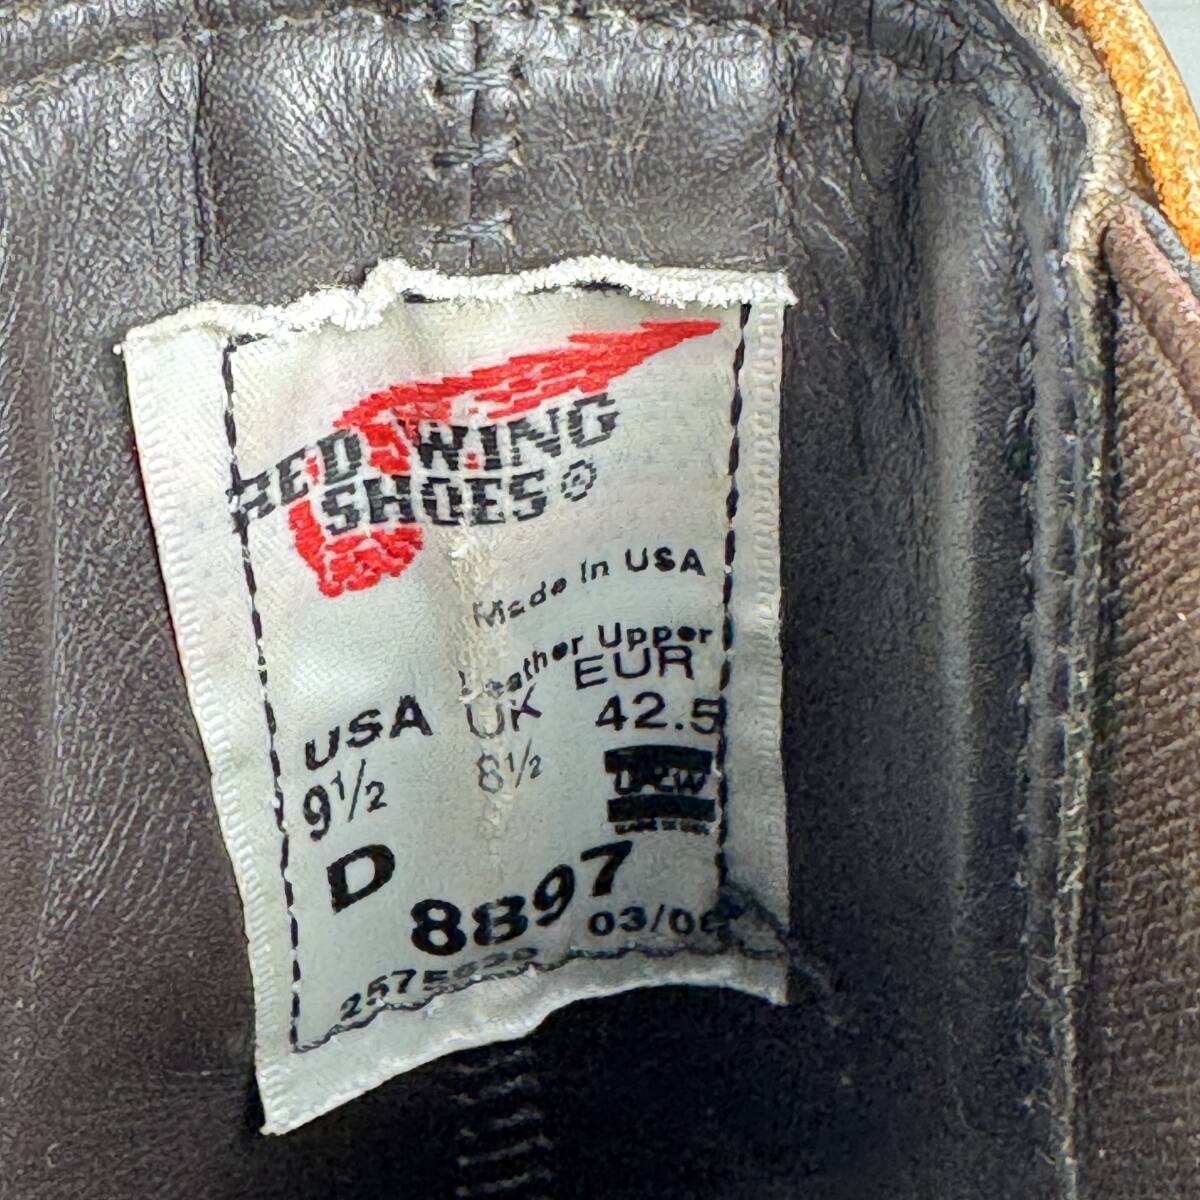 RED WING
SHOES®
Made In USA
Leather Upper
USA UK EUR
9½ 8½ 42.5
D
8897
03/06